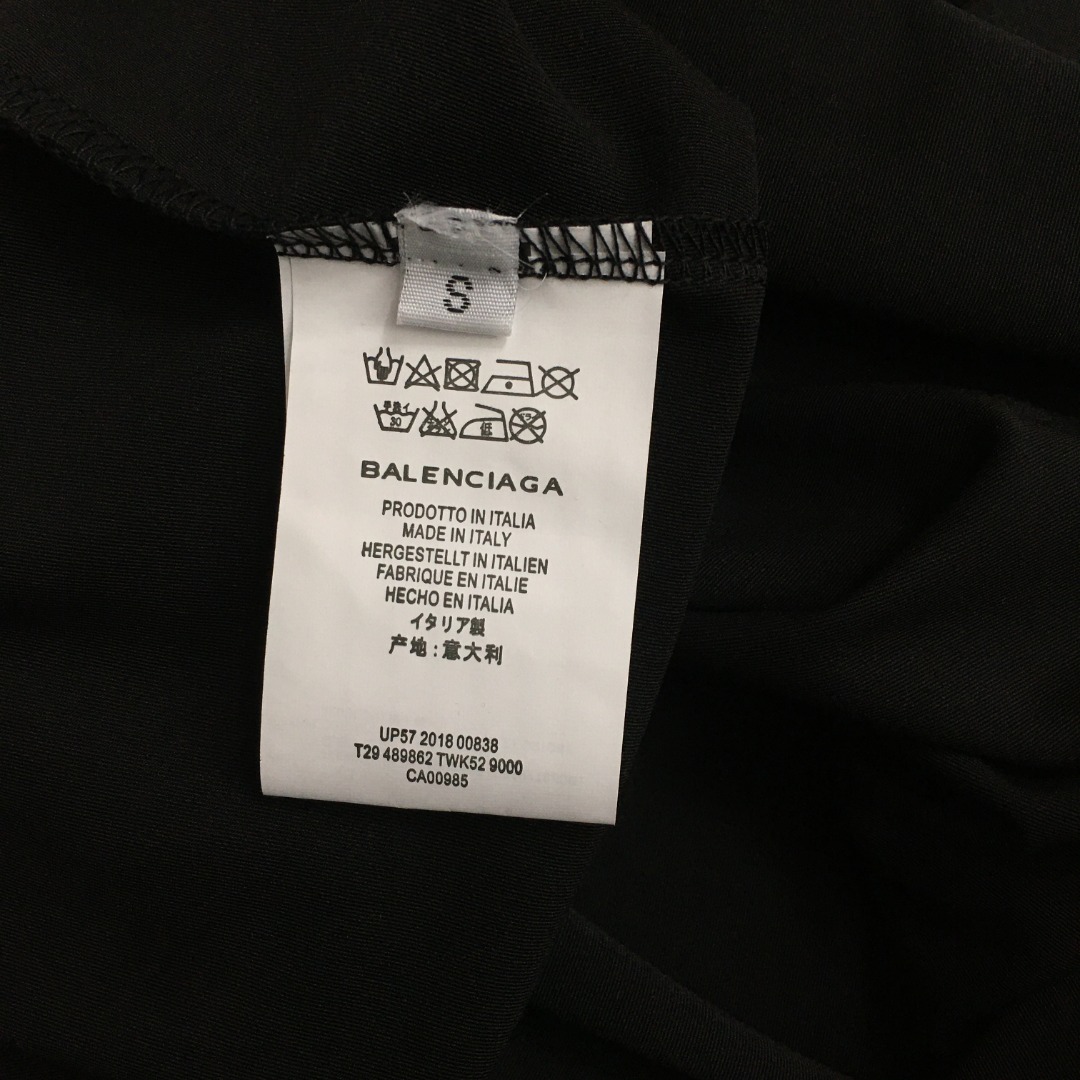 S
手洗イ
30
低
BALENCIAGA
PRODOTTO IN ITALIA
MADE IN ITALY
HERGESTELLT IN ITALIEN
FABRIQUE EN ITALIE
HECHO EN ITALIA
イタリア製
产地:意大利
UP57 2018 00838
T29 489862 TWK52 9000
CA00985